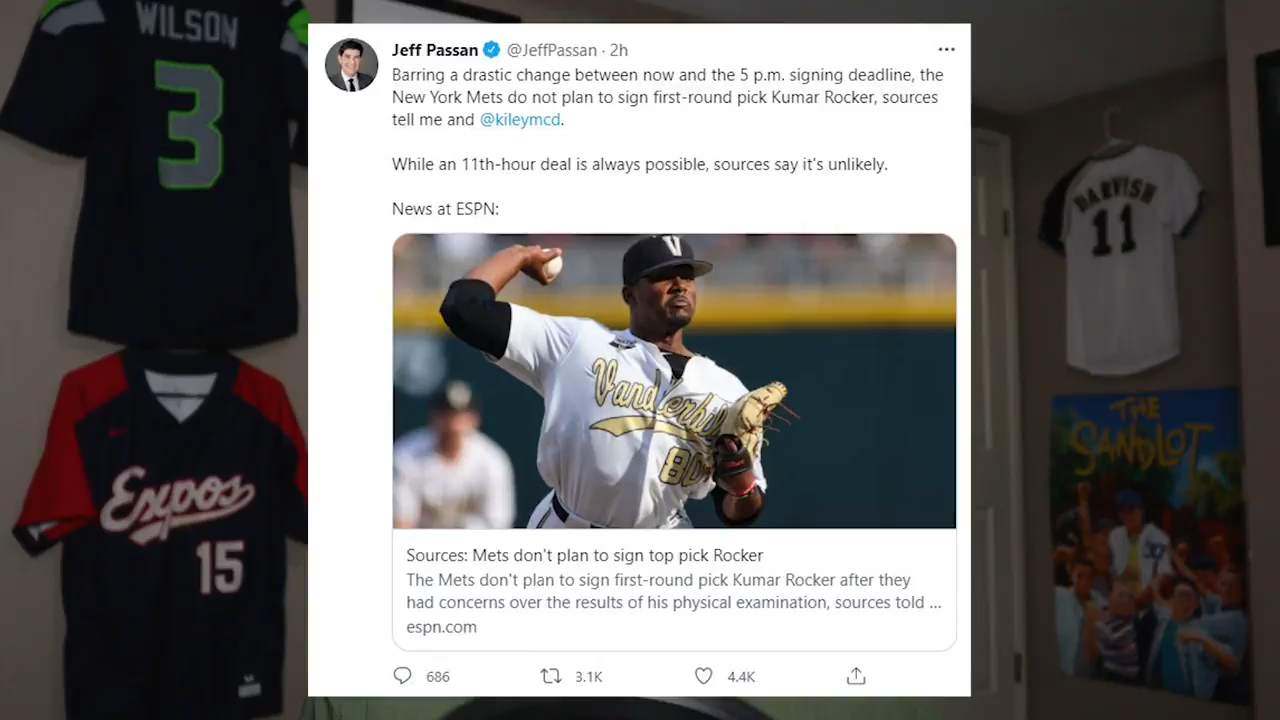 WILSON
3
Expos
15
Jeff Passan @JeffPassan · 2h
Barring a drastic change between now and the 5 p.m. signing deadline, the
New York Mets do not plan to sign first-round pick Kumar Rocker, sources
tell me and @kileymcd.
While an 11th-hour deal is always possible, sources say it's unlikely.
News at ESPN:
V
Vanderbil
80
Sources: Mets don't plan to sign top pick Rocker
The Mets don't plan to sign first-round pick Kumar Rocker after they
had concerns over the results of his physical examination, sources told ...
espn.com
686 3.1K 4.4K
DARVISH
11
THE
SANDLOT